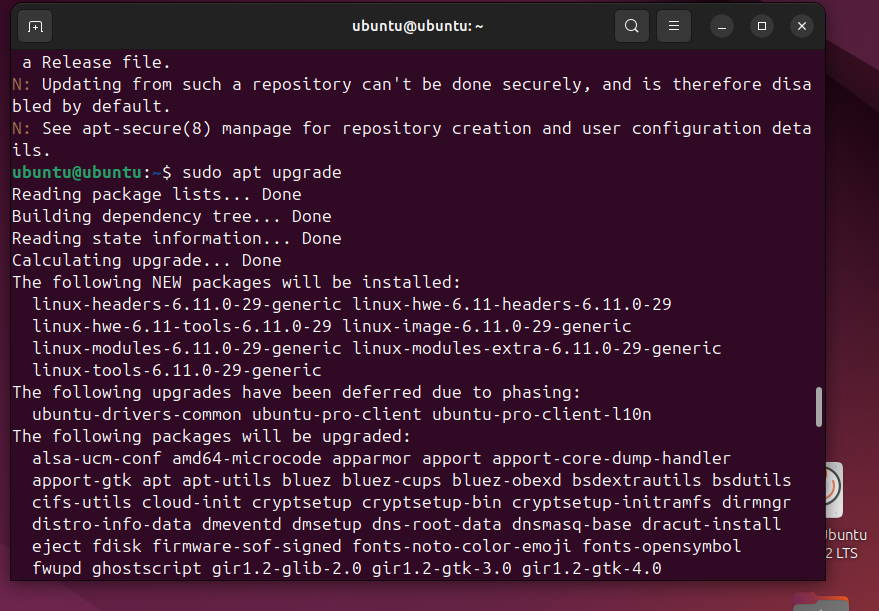 ubuntu@ubuntu: ~
a Release file.
N: Updating from such a repository can't be done securely, and is therefore disa
bled by default.
N: See apt-secure(8) manpage for repository creation and user configuration deta
ils.
ubuntu@ubuntu:~$ sudo apt upgrade
Reading package lists... Done
Building dependency tree... Done
Reading state information... Done
Calculating upgrade... Done
The following NEW packages will be installed:
linux-headers-6.11.0-29-generic linux-hwe-6.11-headers-6.11.0-29
linux-hwe-6.11-tools-6.11.0-29 linux-image-6.11.0-29-generic
linux-modules-6.11.0-29-generic linux-modules-extra-6.11.0-29-generic
linux-tools-6.11.0-29-generic
The following upgrades have been deferred due to phasing:
ubuntu-drivers-common ubuntu-pro-client ubuntu-pro-client-l10n
The following packages will be upgraded:
alsa-ucm-conf amd64-microcode apparmor apport apport-core-dump-handler
apport-gtk apt apt-utils bluez bluez-cups bluez-obexd bsdextrautils bsdutils
cifs-utils cloud-init cryptsetup cryptsetup-bin cryptsetup-initramfs dirmngr
distro-info-data dmeventd dmsetup dns-root-data dnsmasq-base dracut-install
eject fdisk firmware-sof-signed fonts-noto-color-emoji fonts-opensymbol
fwupd ghostscript gir1.2-glib-2.0 gir1.2-gtk-3.0 gir1.2-gtk-4.0
buntu
2 LTS